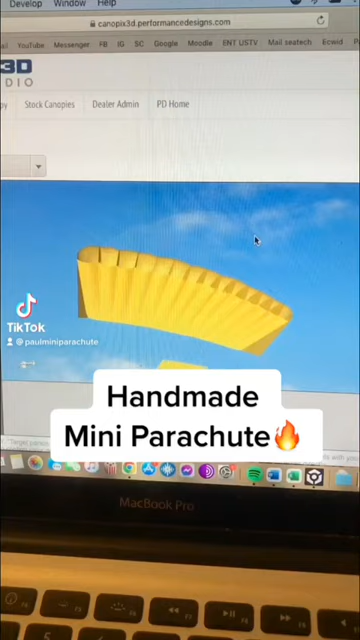 Develop Window Help
canopix3d.performancedesigns.com
YouTube Messenger FB IG SC Google Moodle ENT USTV Mail seatech Ecwid
3D
DIO
Stock Canopies Dealer Admin PD Home
TikTok
@paulminiparachute
Handmade
Mini Parachute🔥
MacBook Pro